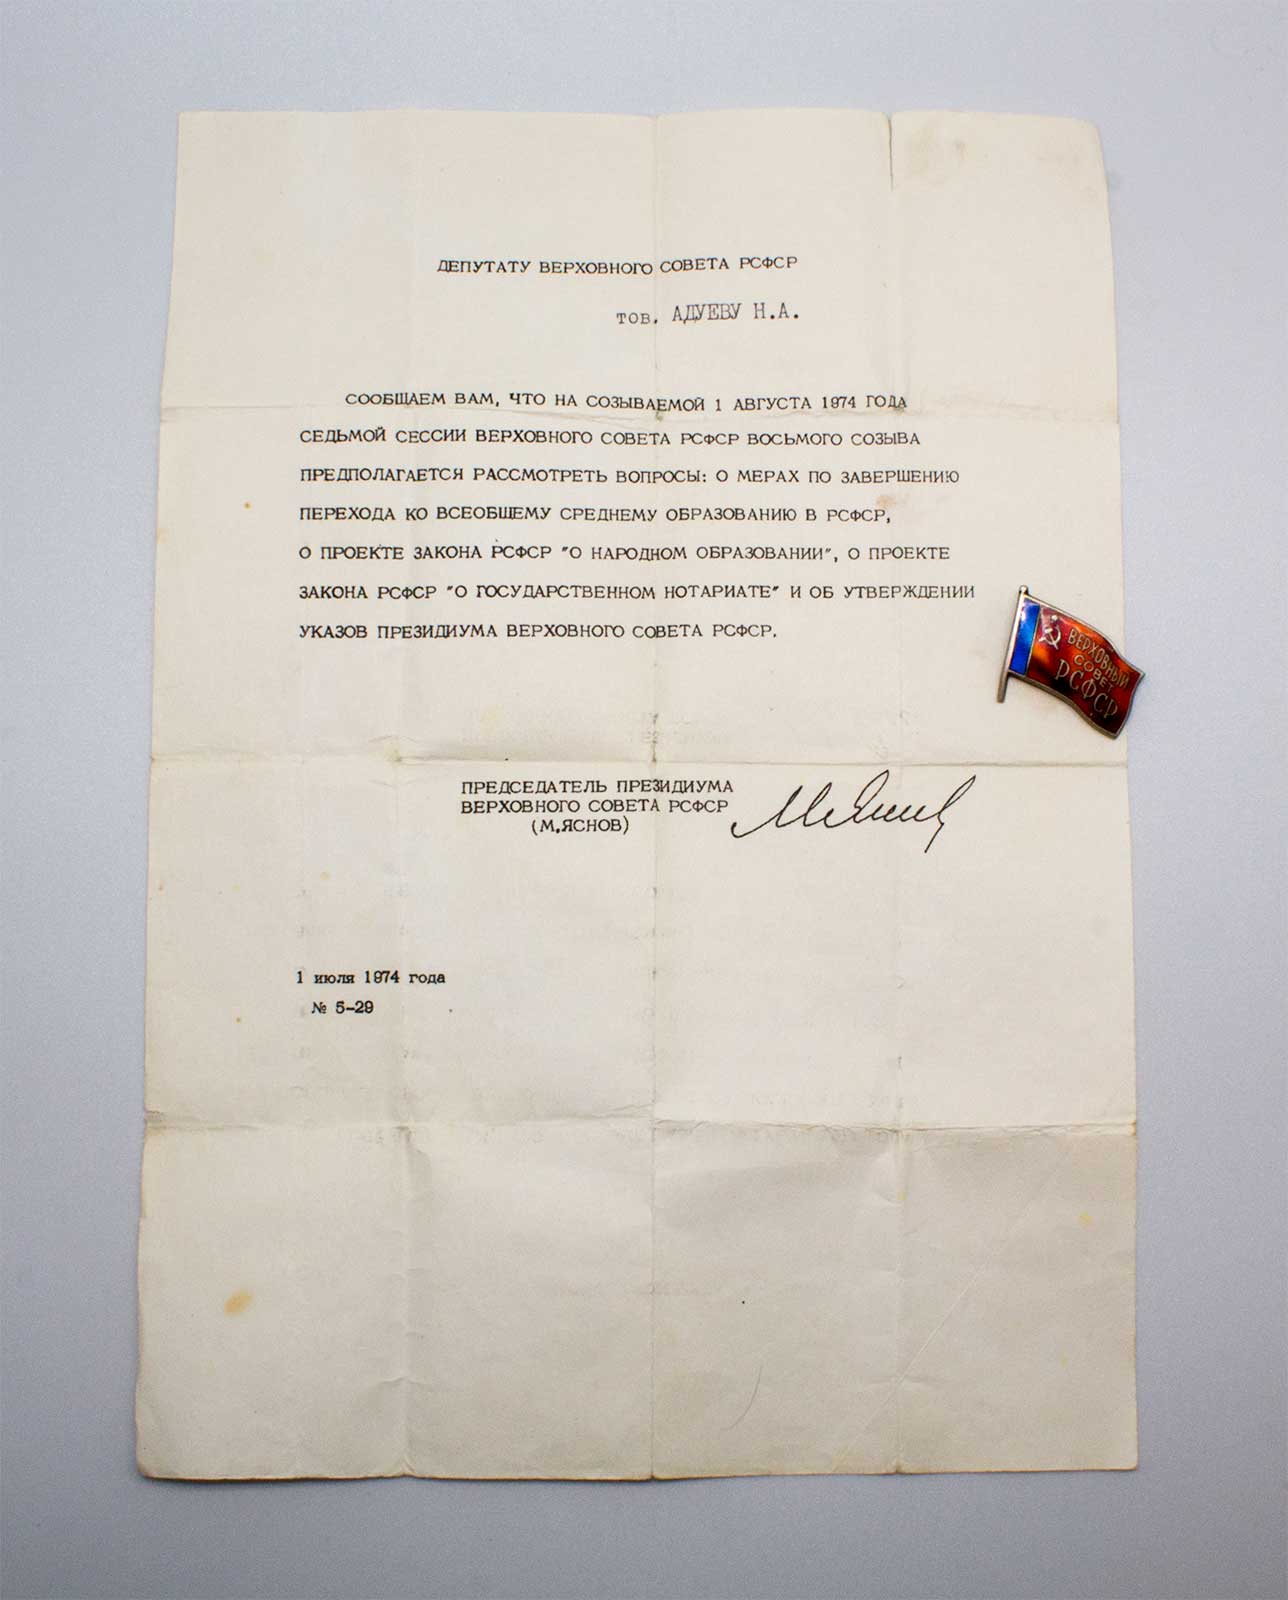 ДЕПУТАТУ ВЕРХОВНОГО СОВЕТА РСФСР
тов. АДУЕВУ Н.А.
СООБЩАЕМ ВАМ, ЧТО НА СОЗЫВАЕМОЙ 1 АВГУСТА 1974 ГОДА
СЕДЬМОЙ СЕССИИ ВЕРХОВНОГО СОВЕТА РСФСР ВОСЬМОГО СОЗЫВА
ПРЕДПОЛАГАЕТСЯ РАССМОТРЕТЬ ВОПРОСЫ: О МЕРАХ ПО ЗАВЕРШЕНИЮ
ПЕРЕХОДА КО ВСЕОБЩЕМУ СРЕДНЕМУ ОБРАЗОВАНИЮ В РСФСР,
О ПРОЕКТЕ ЗАКОНА РСФСР "О НАРОДНОМ ОБРАЗОВАНИИ", О ПРОЕКТЕ
ЗАКОНА РСФСР "О ГОСУДАРСТВЕННОМ НОТАРИАТЕ" И ОБ УТВЕРЖДЕНИИ
УКАЗОВ ПРЕЗИДИУМА ВЕРХОВНОГО СОВЕТА РСФСР.
ВЕРХОВНЫЙ
СОВЕТ
РСФСР
ПРЕДСЕДАТЕЛЬ ПРЕЗИДИУМА
ВЕРХОВНОГО СОВЕТА РСФСР
(М.ЯСНОВ)
1 июля 1974 года
№ 5-29